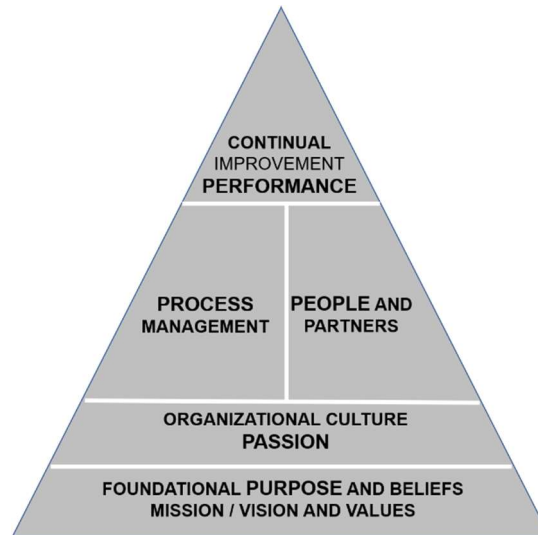 CONTINUAL
IMPROVEMENT
PERFORMANCE
PROCESS
MANAGEMENT
PEOPLE AND
PARTNERS
ORGANIZATIONAL CULTURE
PASSION
FOUNDATIONAL PURPOSE AND BELIEFS
MISSION / VISION AND VALUES